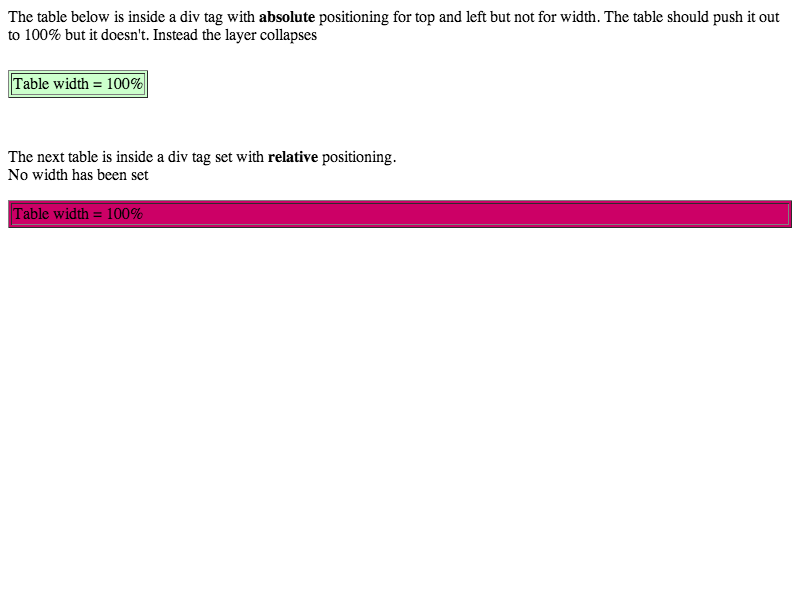 The table below is inside a div tag with absolute positioning for top and left but not for width. The table should push it out
to 100% but it doesn't. Instead the layer collapses
Table width = 100%
The next table is inside a div tag set with relative positioning.
No width has been set
Table width = 100%